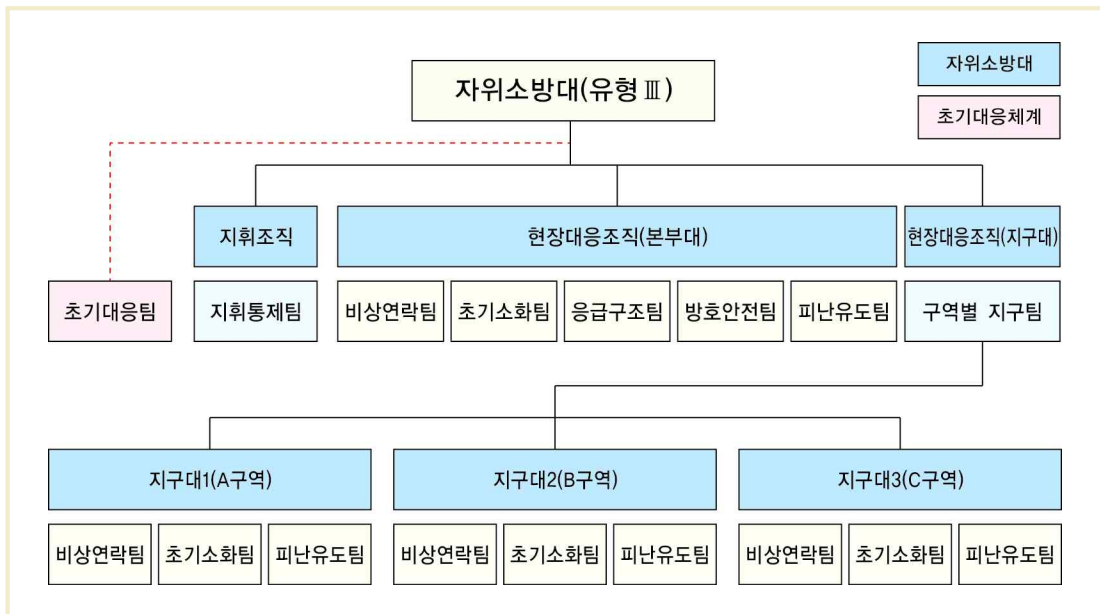 자위소방대(유형 Ⅲ)
자위소방대
초기대응체계
지휘조직
현장대응조직(본부대)
현장대응조직(지구대)
초기대응팀
지휘통제팀
비상연락팀
초기소화팀
응급구조팀
방호안전팀
피난유도팀
구역별 지구팀
지구대1(A구역)
지구대2(B구역)
지구대3(C구역)
비상연락팀
초기소화팀
피난유도팀
비상연락팀
초기소화팀
피난유도팀
비상연락팀
초기소화팀
피난유도팀